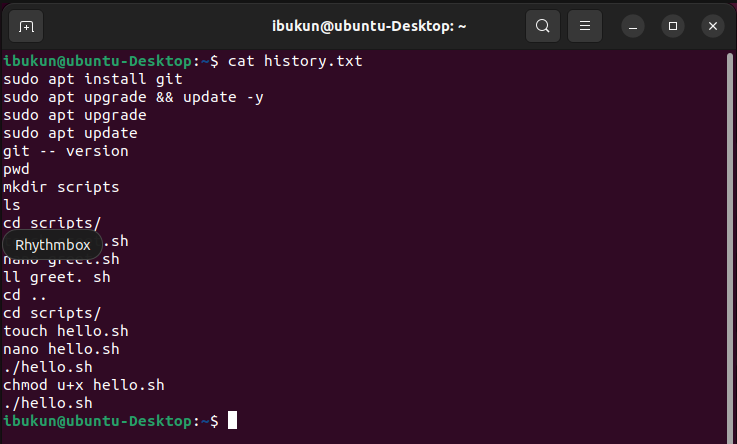 ibukun@ubuntu-Desktop: ~
ibukun@ubuntu-Desktop:~$ cat history.txt
sudo apt install git
sudo apt upgrade && update -y
sudo apt upgrade
sudo apt update
git -- version
pwd
mkdir scripts
ls
cd scripts/
.sh
Rhythmbox
nano greet.sh
ll greet. sh
cd ..
cd scripts/
touch hello.sh
nano hello.sh
./hello.sh
chmod u+x hello.sh
./hello.sh
ibukun@ubuntu-Desktop:~$